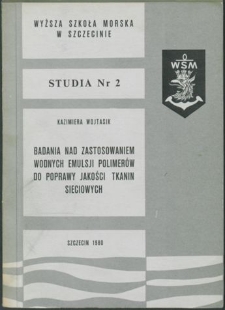 WYŻSZA SZKOŁA MORSKA
W SZCZECINIE
WSM
STUDIA Nr 2
KAZIMIERA WOJTASIK
BADANIA NAD ZASTOSOWANIEM
WODNYCH EMULSJI POLIMERÓW
DO POPRAWY JAKOŚCI TKANIN
SIECIOWYCH
SZCZECIN 1986